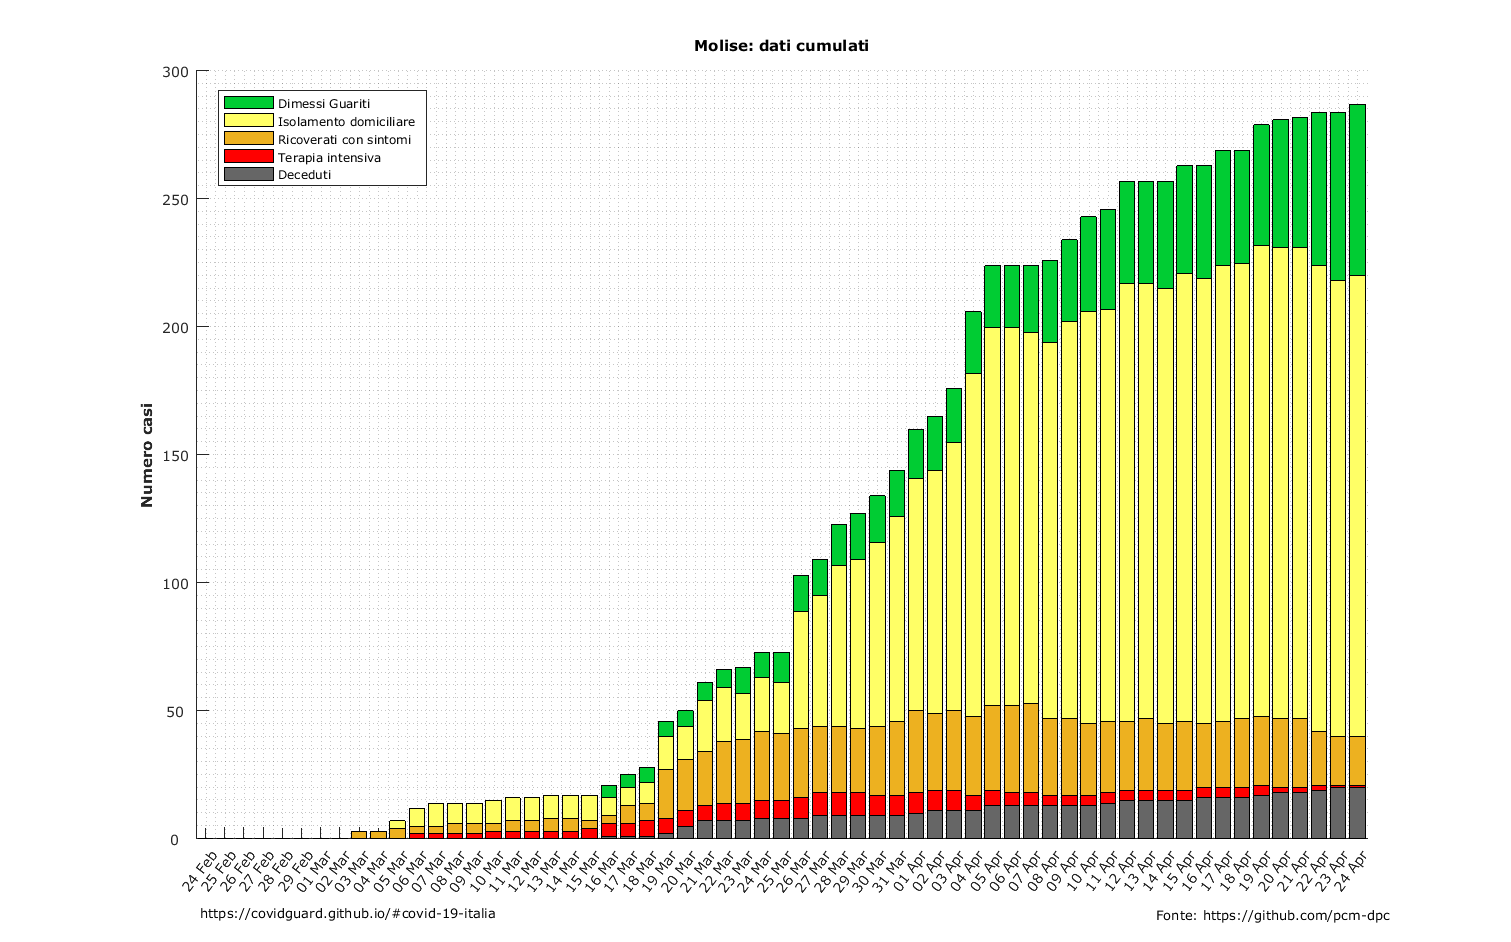 Molise: dati cumulati
300
250
200
150
100
50
0
Numero casi
Dimessi Guariti
Isolamento domiciliare
Ricoverati con sintomi
Terapia intensiva
Deceduti
24 Feb
25 Feb
26 Feb
27 Feb
28 Feb
29 Feb
01 Mar
02 Mar
03 Mar
04 Mar
05 Mar
06 Mar
07 Mar
08 Mar
09 Mar
10 Mar
11 Mar
12 Mar
13 Mar
14 Mar
15 Mar
16 Mar
17 Mar
18 Mar
19 Mar
20 Mar
21 Mar
22 Mar
23 Mar
24 Mar
25 Mar
26 Mar
27 Mar
28 Mar
29 Mar
30 Mar
31 Mar
01 Apr
02 Apr
03 Apr
04 Apr
05 Apr
06 Apr
07 Apr
08 Apr
09 Apr
10 Apr
11 Apr
12 Apr
13 Apr
14 Apr
15 Apr
16 Apr
17 Apr
18 Apr
19 Apr
20 Apr
21 Apr
22 Apr
23 Apr
24 Apr
https://covidguard.github.io/#covid-19-italia
Fonte: https://github.com/pcm-dpc